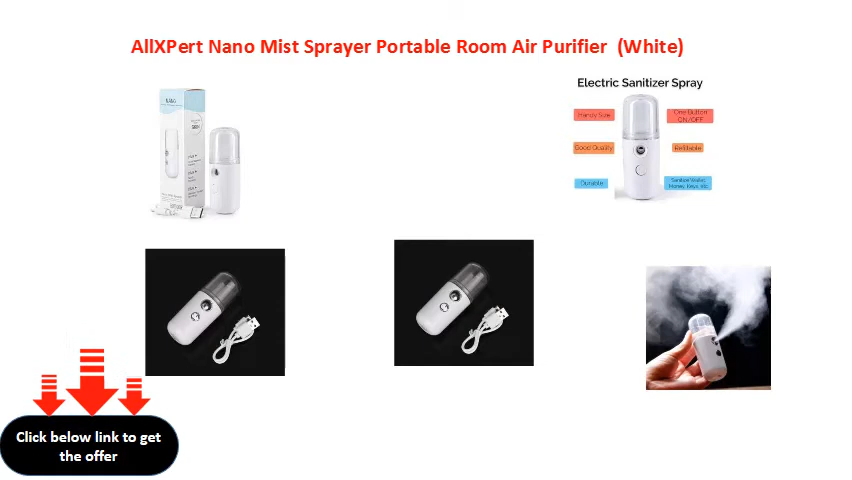 AllXPert Nano Mist Sprayer Portable Room Air Purifier (White)
Electric Sanitizer Spray
Handy Size
One Button
ON/OFF
Good Quality
Refillable
Durable
Sanitize Wallet,
Money, Keys, etc.
NANO
Click below link to get
the offer